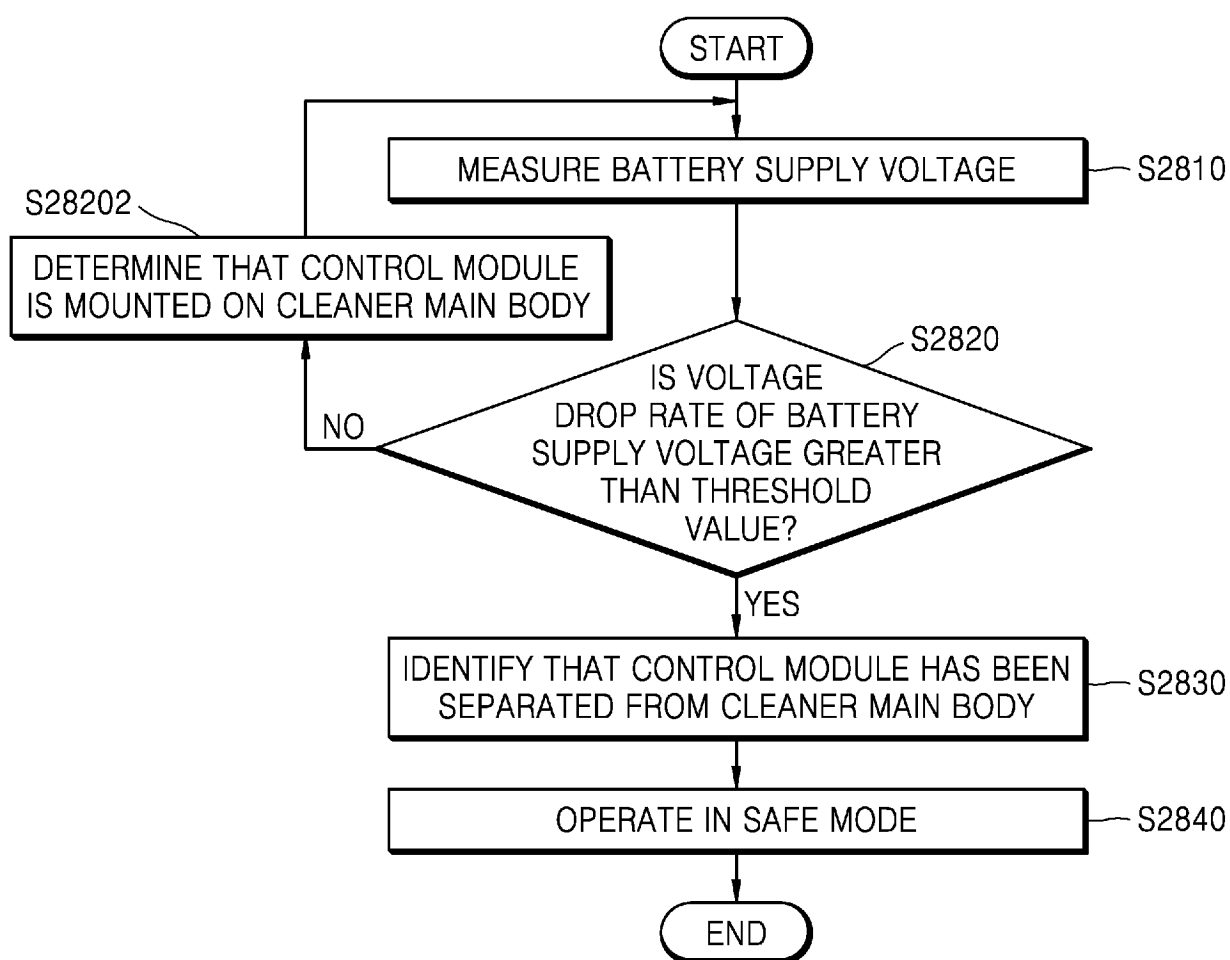 START
MEASURE BATTERY SUPPLY VOLTAGE
S2810
S28202
DETERMINE THAT CONTROL MODULE
IS MOUNTED ON CLEANER MAIN BODY
S2820
IS VOLTAGE
DROP RATE OF BATTERY
SUPPLY VOLTAGE GREATER
THAN THRESHOLD
VALUE?
NO
YES
IDENTIFY THAT CONTROL MODULE HAS BEEN
SEPARATED FROM CLEANER MAIN BODY
S2830
OPERATE IN SAFE MODE
S2840
END